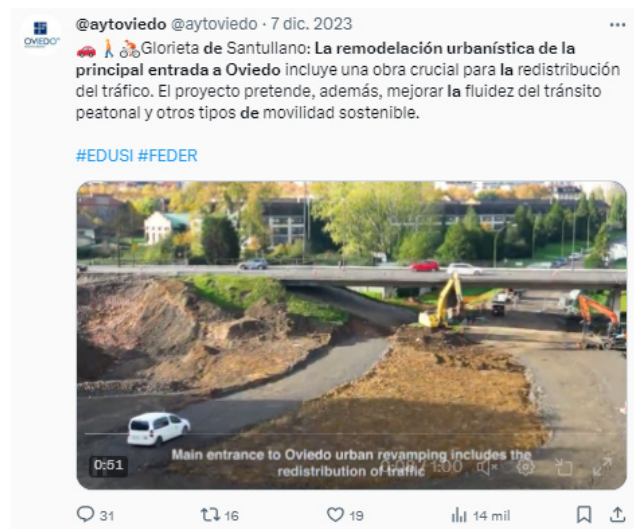 @aytoviedo @aytoviedo · 7 dic. 2023 ...
OVIEDO
Glorieta de Santullano: La remodelación urbanística de la
principal entrada a Oviedo incluye una obra crucial para la redistribución
del tráfico. El proyecto pretende, además, mejorar la fluidez del tránsito
peatonal y otros tipos de movilidad sostenible.
#EDUSI #FEDER
Main entrance to Oviedo urban revamping includes the
redistribution of traffic
0:51
1:00
31 16 19 14 mil